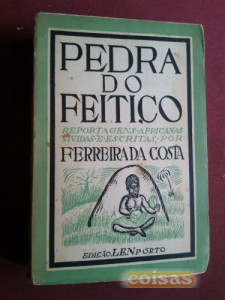 PEDRA
DO
FEITIÇO
REPORTAGENS·AFRICANAS
VIVIDAS·E·ESCRITAS·POR
FERREIRA DA COSTA
EDIÇÃO LEN PORTO
coisas